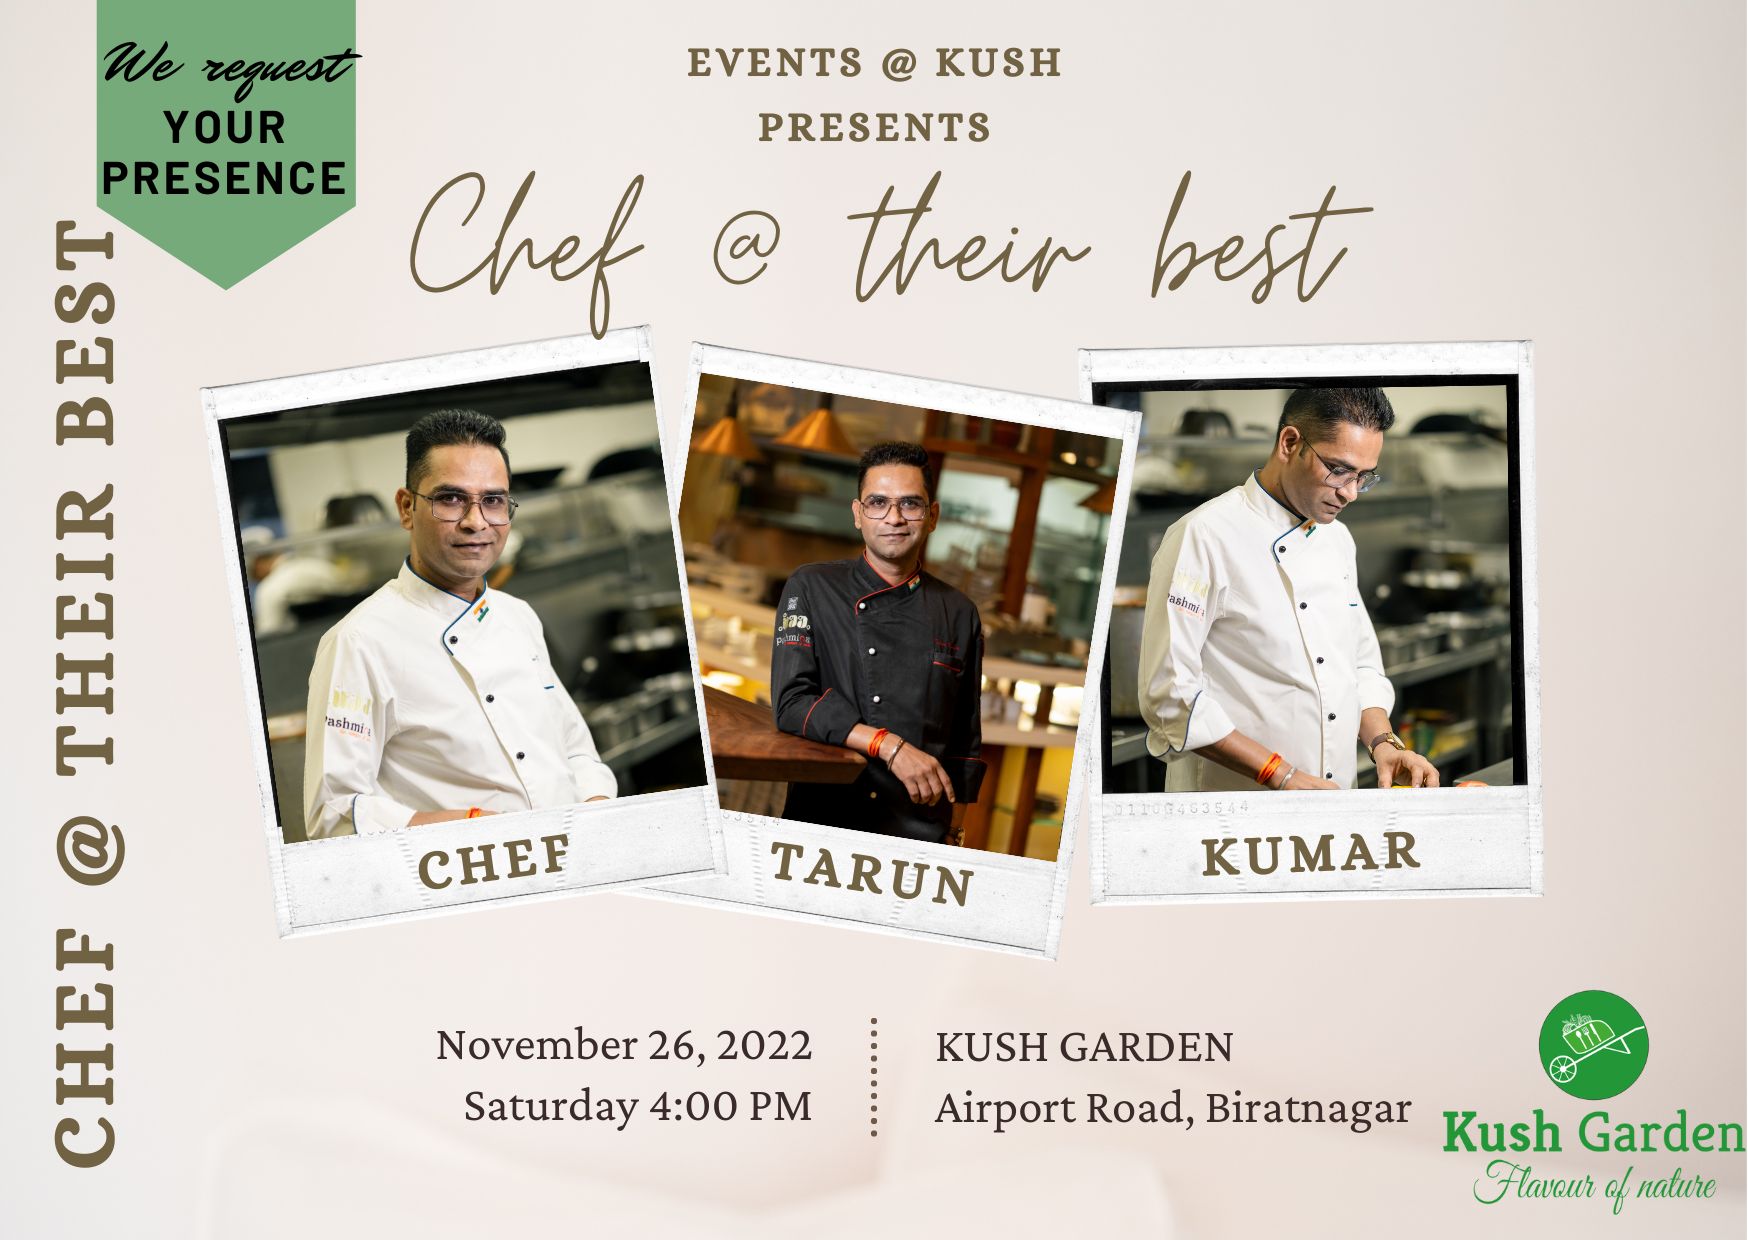 We request
YOUR
PRESENCE
EVENTS @ KUSH
PRESENTS
Chef @ their best
CHEF @ THEIR BEST
CHEF
TARUN
KUMAR
November 26, 2022
Saturday 4:00 PM
KUSH GARDEN
Airport Road, Biratnagar
Kush Garden
Flavour of nature